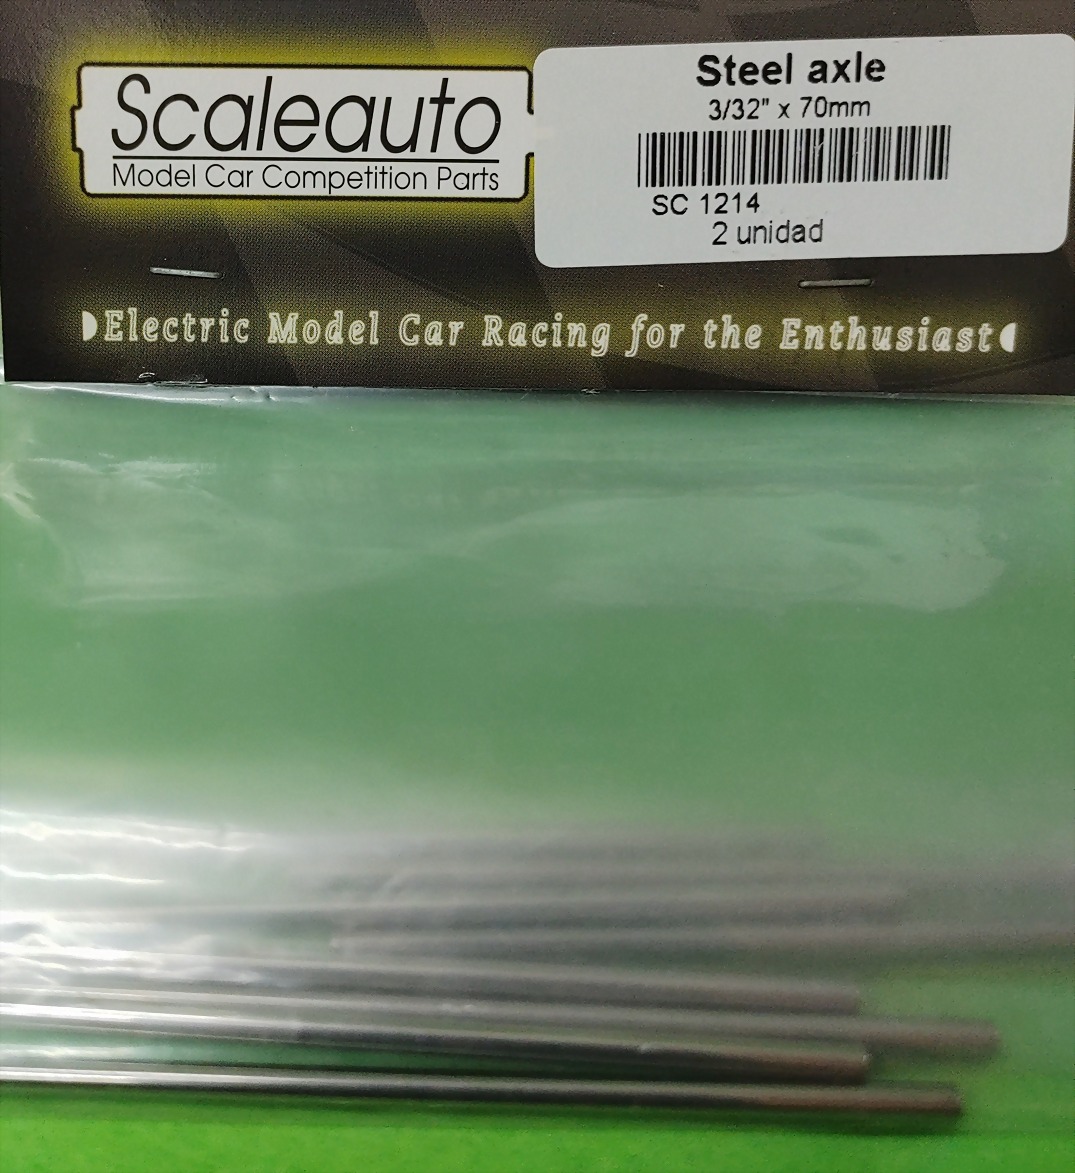 Scaleauto
Model Car Competition Parts
Steel axle
3/32" x 70mm
SC 1214
2 unidad
Electric Model Car Racing for the Enthusiast